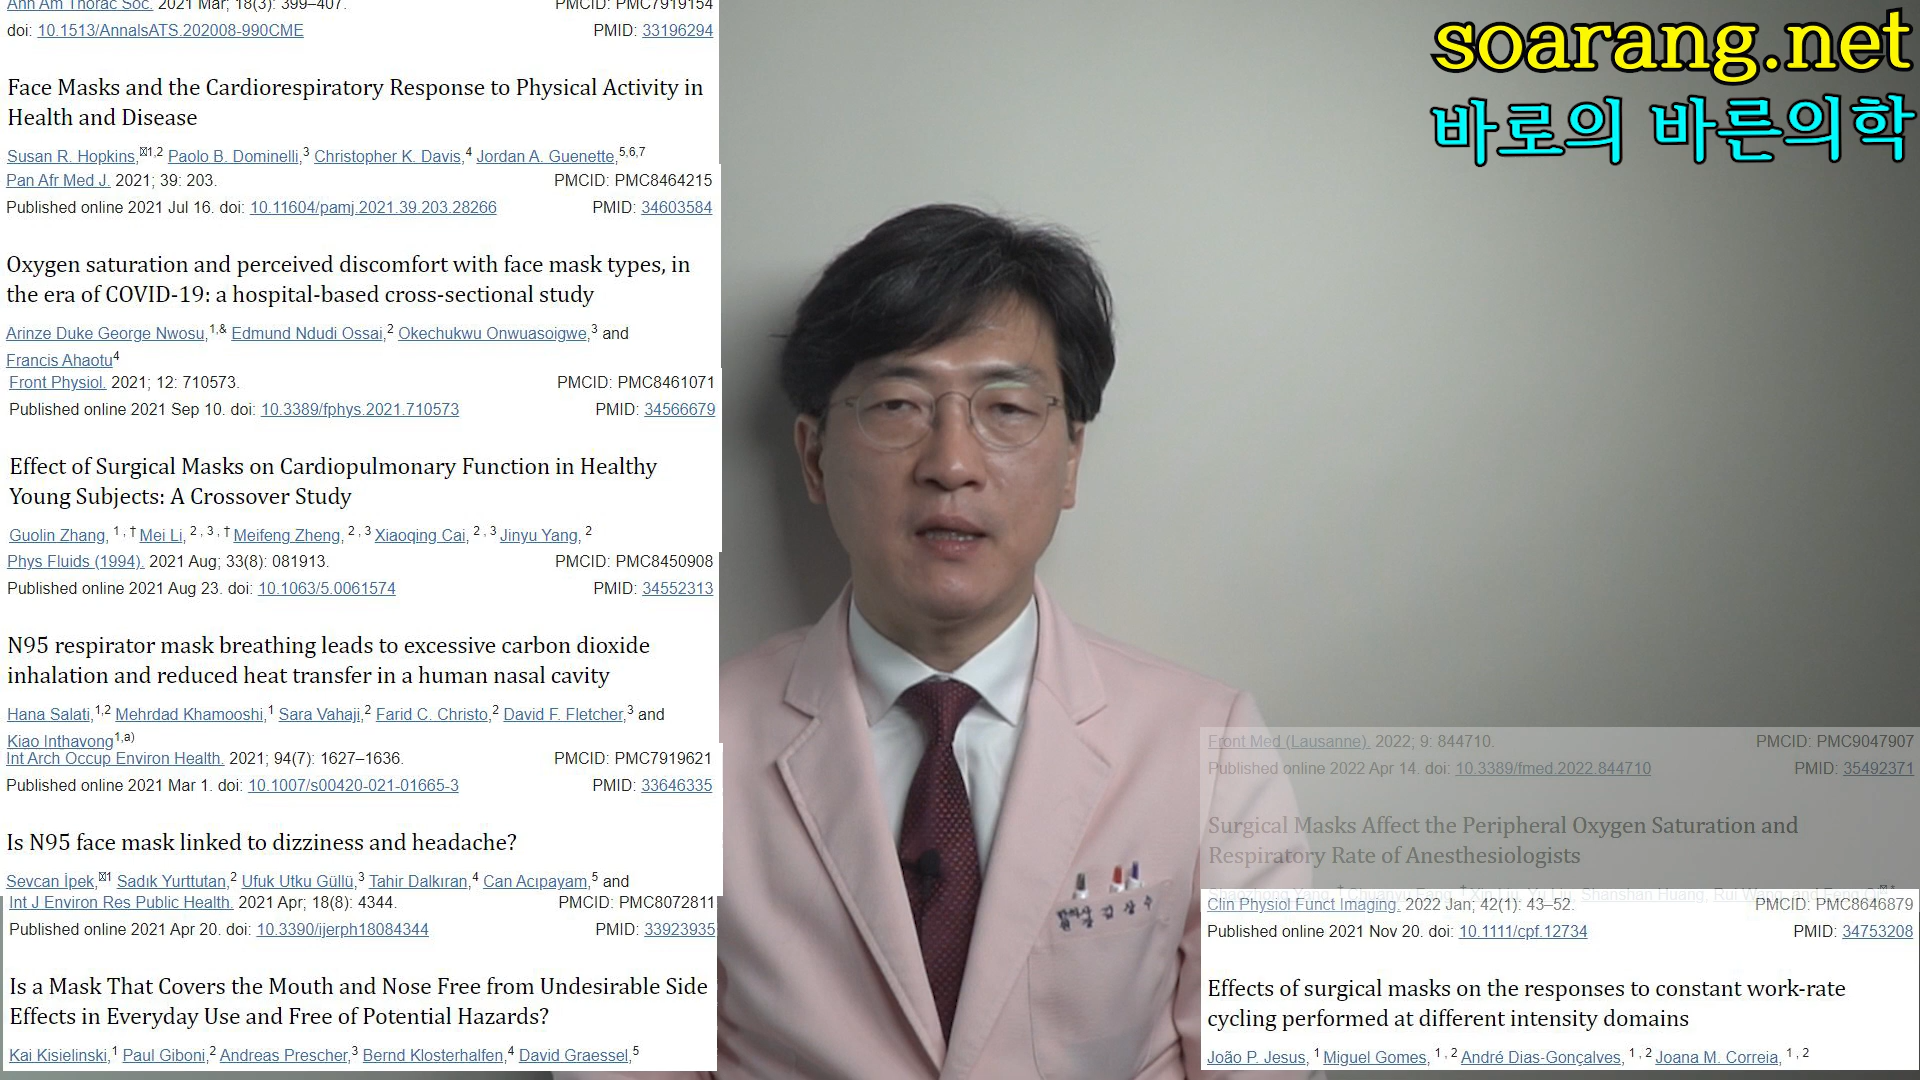 Ann Am Thorac Soc. 2021 Mar; 18(3): 399–407. PMCID: PMC7919154
doi: 10.1513/AnnalsATS.202008-990CME PMID: 33196294
Face Masks and the Cardiorespiratory Response to Physical Activity in
Health and Disease
Susan R. Hopkins,1,2 Paolo B. Dominelli,3 Christopher K. Davis,4 Jordan A. Guenette,5,6,7
Pan Afr Med J. 2021; 39: 203. PMCID: PMC8464215
Published online 2021 Jul 16. doi: 10.11604/pamj.2021.39.203.28266 PMID: 34603584
Oxygen saturation and perceived discomfort with face mask types, in
the era of COVID-19: a hospital-based cross-sectional study
Arinze Duke George Nwosu,1,& Edmund Ndudi Ossai,2 Okechukwu Onwuasoigwe,3 and
Francis Ahaotu4
Front Physiol. 2021; 12: 710573. PMCID: PMC8461071
Published online 2021 Sep 10. doi: 10.3389/fphys.2021.710573 PMID: 34566679
Effect of Surgical Masks on Cardiopulmonary Function in Healthy
Young Subjects: A Crossover Study
Guolin Zhang, 1 , † Mei Li, 2 , 3 , † Meifeng Zheng, 2 , 3 Xiaoqing Cai, 2 , 3 Jinyu Yang, 2
Phys Fluids (1994). 2021 Aug; 33(8): 081913. PMCID: PMC8450908
Published online 2021 Aug 23. doi: 10.1063/5.0061574 PMID: 34552313
N95 respirator mask breathing leads to excessive carbon dioxide
inhalation and reduced heat transfer in a human nasal cavity
Hana Salati,1,2 Mehrdad Khamooshi,1 Sara Vahaji,2 Farid C. Christo,2 David F. Fletcher,3 and
Kiao Inthavong1,a)
Int Arch Occup Environ Health. 2021; 94(7): 1627–1636. PMCID: PMC7919621
Published online 2021 Mar 1. doi: 10.1007/s00420-021-01665-3 PMID: 33646335
Is N95 face mask linked to dizziness and headache?
Sevcan İpek,1 Sadık Yurttutan,2 Ufuk Utku Güllü,3 Tahir Dalkıran,4 Can Acıpayam,5 and
Int J Environ Res Public Health. 2021 Apr; 18(8): 4344. PMCID: PMC8072811
Published online 2021 Apr 20. doi: 10.3390/ijerph18084344 PMID: 33923935
Is a Mask That Covers the Mouth and Nose Free from Undesirable Side
Effects in Everyday Use and Free of Potential Hazards?
Kai Kisielinski,1 Paul Giboni,2 Andreas Prescher,3 Bernd Klosterhalfen,4 David Graessel,5
soarang.net
바로의 바른의학
김상수
Front Med (Lausanne). 2022; 9: 844710. PMCID: PMC9047907
Published online 2022 Apr 14. doi: 10.3389/fmed.2022.844710 PMID: 35492371
Surgical Masks Affect the Peripheral Oxygen Saturation and
Respiratory Rate of Anesthesiologists
Shaozhong Yang, † Chuanyu Fang, † Xin Liu, Yu Liu, Shanshan Huang, Rui Wang, and Feng Qi
Clin Physiol Funct Imaging. 2022 Jan; 42(1): 43–52. PMCID: PMC8646879
Published online 2021 Nov 20. doi: 10.1111/cpf.12734 PMID: 34753208
Effects of surgical masks on the responses to constant work-rate
cycling performed at different intensity domains
João P. Jesus, 1 Miguel Gomes, 1 , 2 André Dias-Gonçalves, 1 , 2 Joana M. Correia, 1 , 2